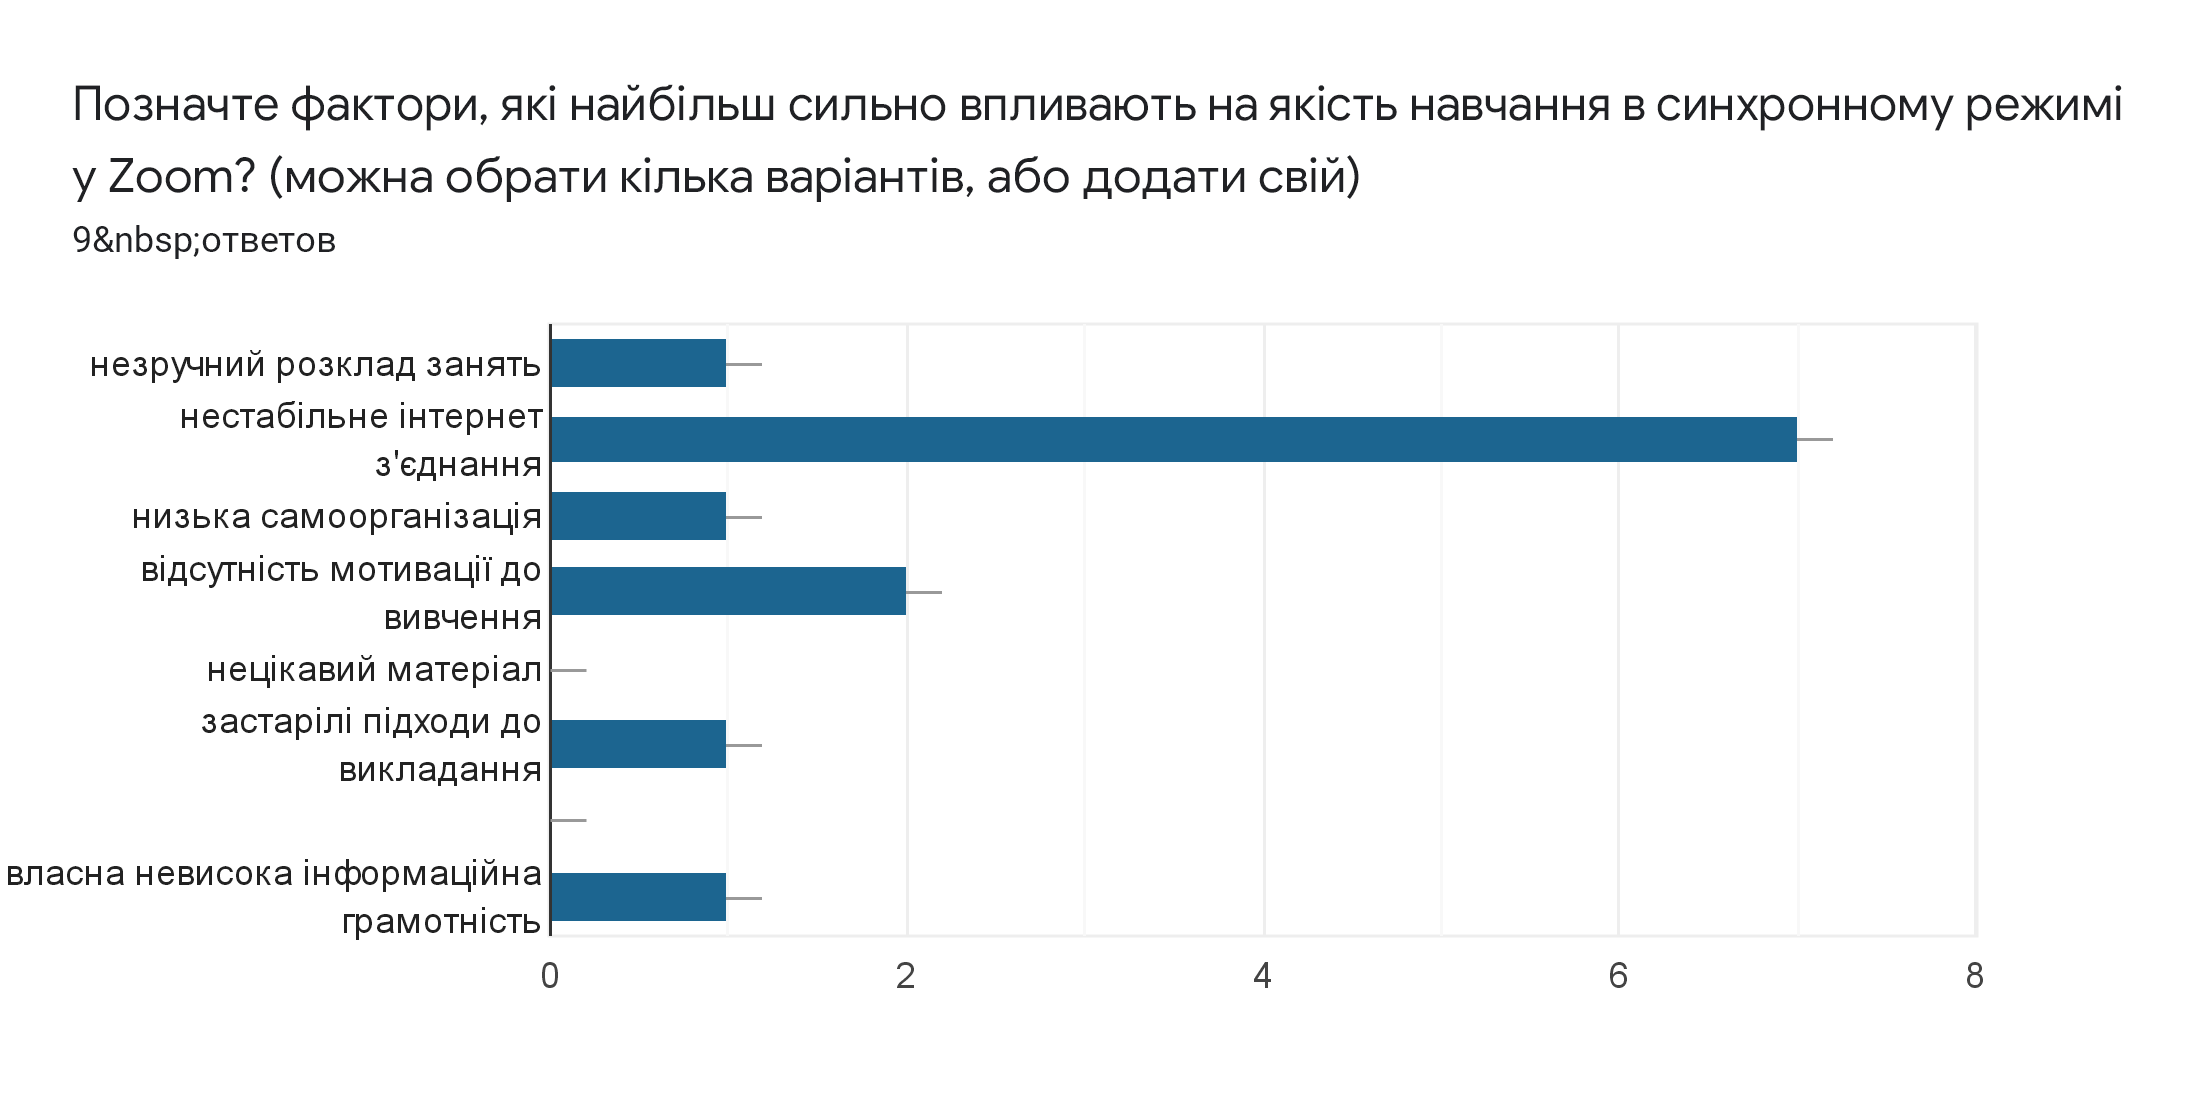 Позначте фактори, які найбільш сильно впливають на якість навчання в синхронному режимі
у Zoom? (можна обрати кілька варіантів, або додати свій)
9&nbsp;ответов
незручний розклад занять
нестабільне інтернет
з'єднання
низька самоорганізація
відсутність мотивації до
вивчення
нецікавий матеріал
застарілі підходи до
викладання
власна невисока інформаційна
грамотність
0 2 4 6 8